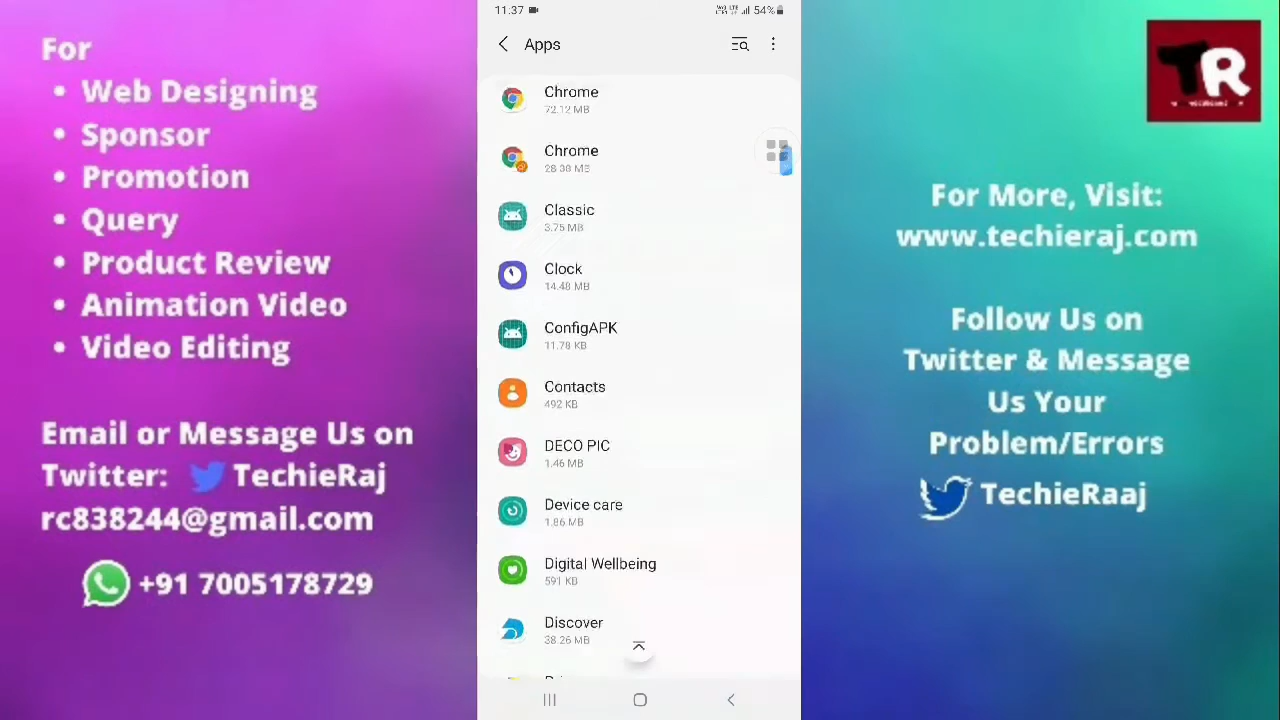 For
• Web Designing
• Sponsor
• Promotion
• Query
• Product Review
• Animation Video
• Video Editing
Email or Message Us on
Twitter: TechieRaj
rc838244@gmail.com
+91 7005178729
11.37
54%
Apps
Chrome
72.12 MB
Chrome
28.38 MB
Classic
3.75 MB
Clock
14.48 MB
ConfigAPK
11.78 KB
Contacts
492 KB
DECO PIC
1.46 MB
Device care
1.86 MB
Digital Wellbeing
591 KB
Discover
38.26 MB
TR
For More, Visit:
www.techieraj.com
Follow Us on
Twitter & Message
Us Your
Problem/Errors
TechieRaaj